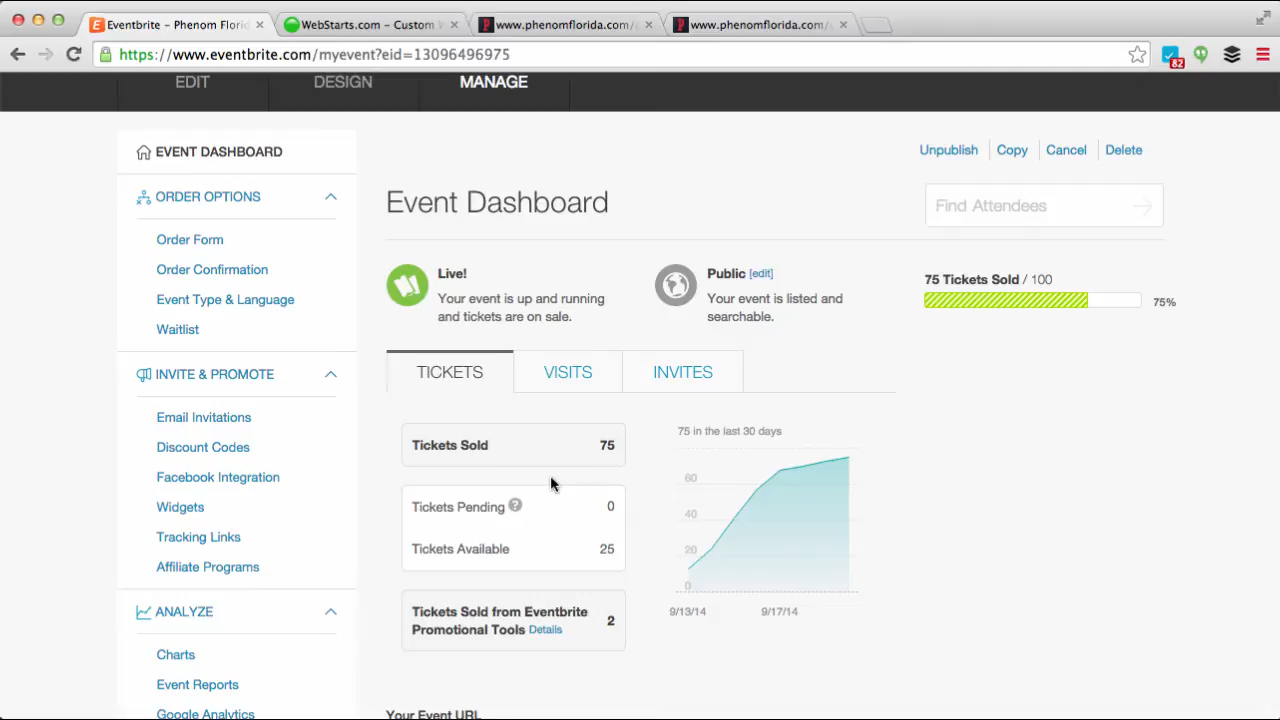 Eventbrite – Phenom Flori
WebStarts.com - Custom
www.phenomflorida.com/
www.phenomflorida.com/
https://www.eventbrite.com/myevent?eid=13096496975
82
EDIT
DESIGN
MANAGE
EVENT DASHBOARD
ORDER OPTIONS
Order Form
Order Confirmation
Event Type & Language
Waitlist
INVITE & PROMOTE
Email Invitations
Discount Codes
Facebook Integration
Widgets
Tracking Links
Affiliate Programs
ANALYZE
Charts
Event Reports
Google Analytics
Unpublish
Copy
Cancel
Delete
Event Dashboard
Find Attendees
Live!
Your event is up and running
and tickets are on sale.
Public [edit]
Your event is listed and
searchable.
75 Tickets Sold / 100
75%
TICKETS
VISITS
INVITES
Tickets Sold 75
Tickets Pending ? 0
Tickets Available 25
Tickets Sold from Eventbrite
Promotional Tools Details 2
75 in the last 30 days
60
40
20
0
9/13/14
9/17/14
Your Event URL